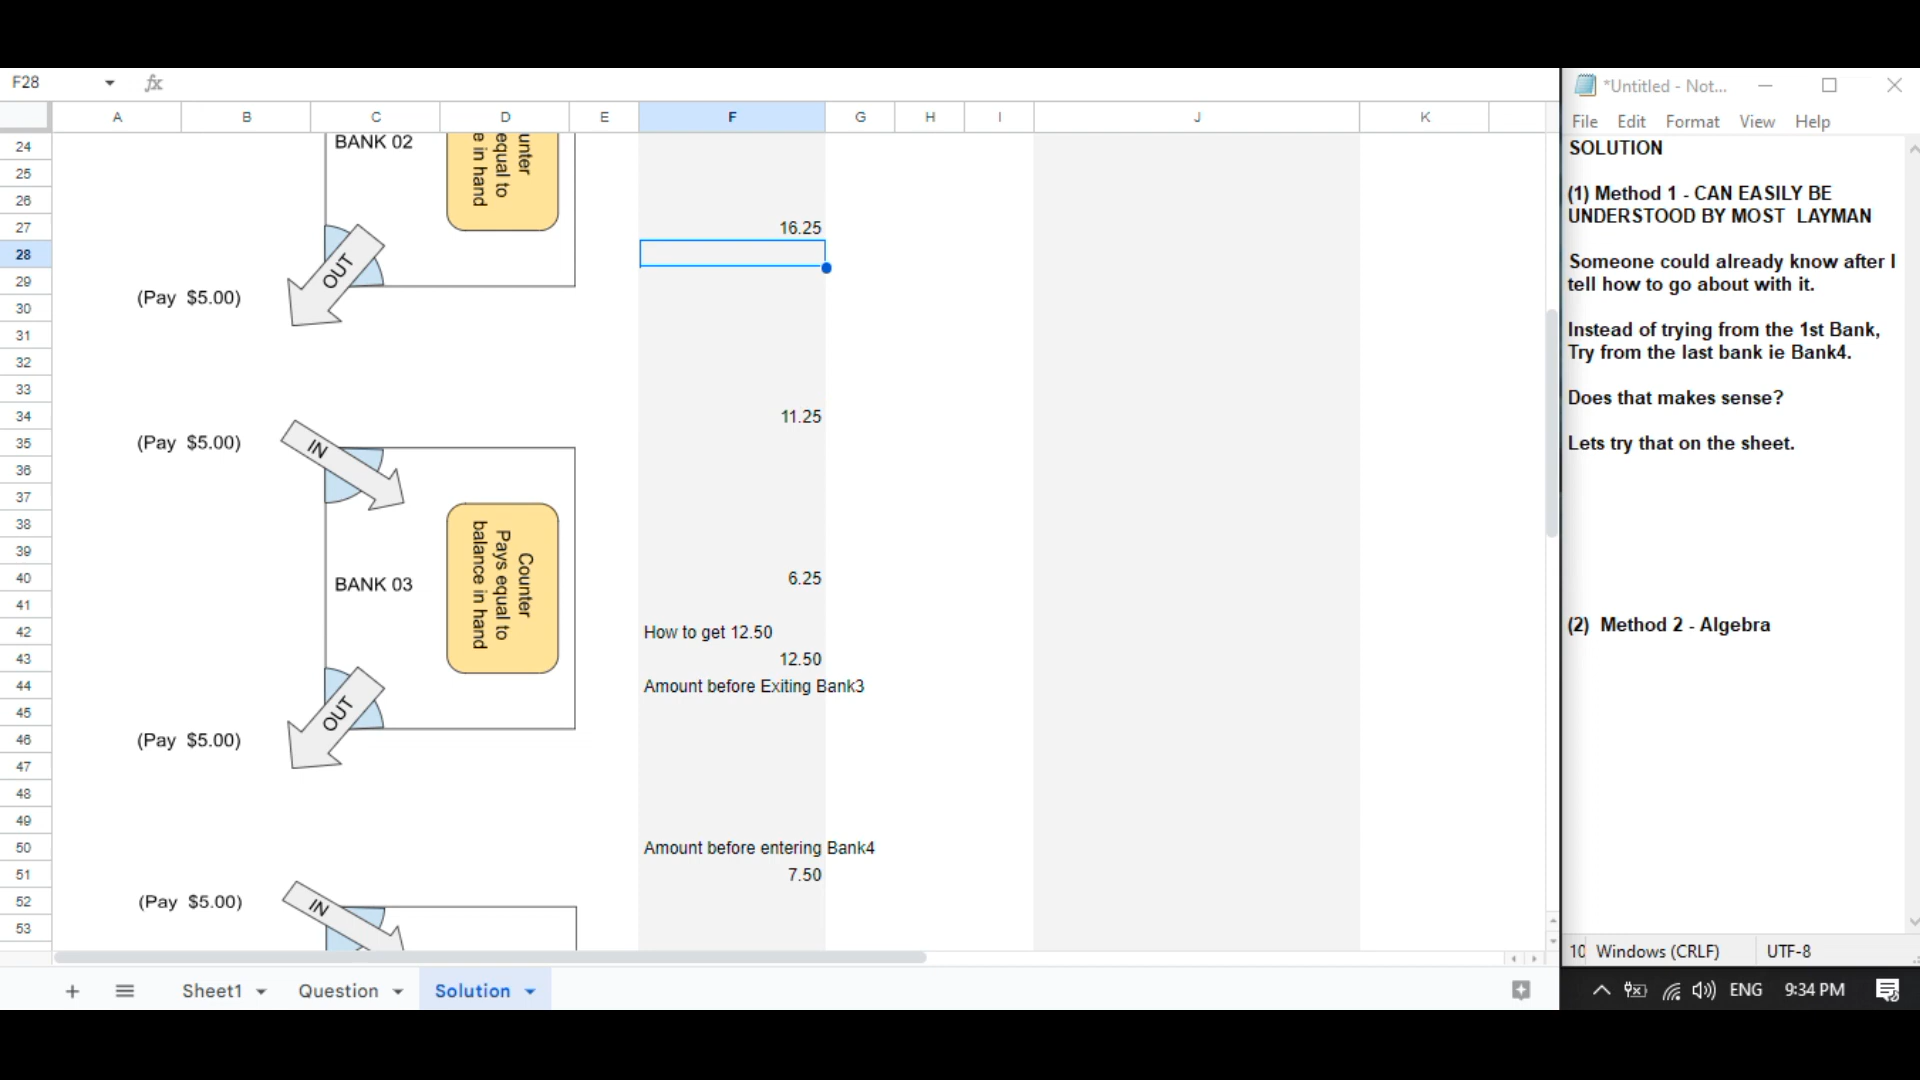 F28
fx
*Untitled - Not...
File Edit Format View Help
A B C D E F G H I J K
24
25
26
27
28
29
30
31
32
33
34
35
36
37
38
39
40
41
42
43
44
45
46
47
48
49
50
51
52
53
BANK 02
unter
equal to
e in hand
OUT
(Pay $5.00)
16.25
11.25
(Pay $5.00)
IN
BANK 03
Counter
Pays equal to
balance in hand
6.25
How to get 12.50
12.50
Amount before Exiting Bank3
OUT
(Pay $5.00)
Amount before entering Bank4
7.50
(Pay $5.00)
IN
Sheet1 Question Solution
SOLUTION
(1) Method 1 - CAN EASILY BE
UNDERSTOOD BY MOST LAYMAN
Someone could already know after I
tell how to go about with it.
Instead of trying from the 1st Bank,
Try from the last bank ie Bank4.
Does that makes sense?
Lets try that on the sheet.
(2) Method 2 - Algebra
10 Windows (CRLF) UTF-8
ENG 9:34 PM